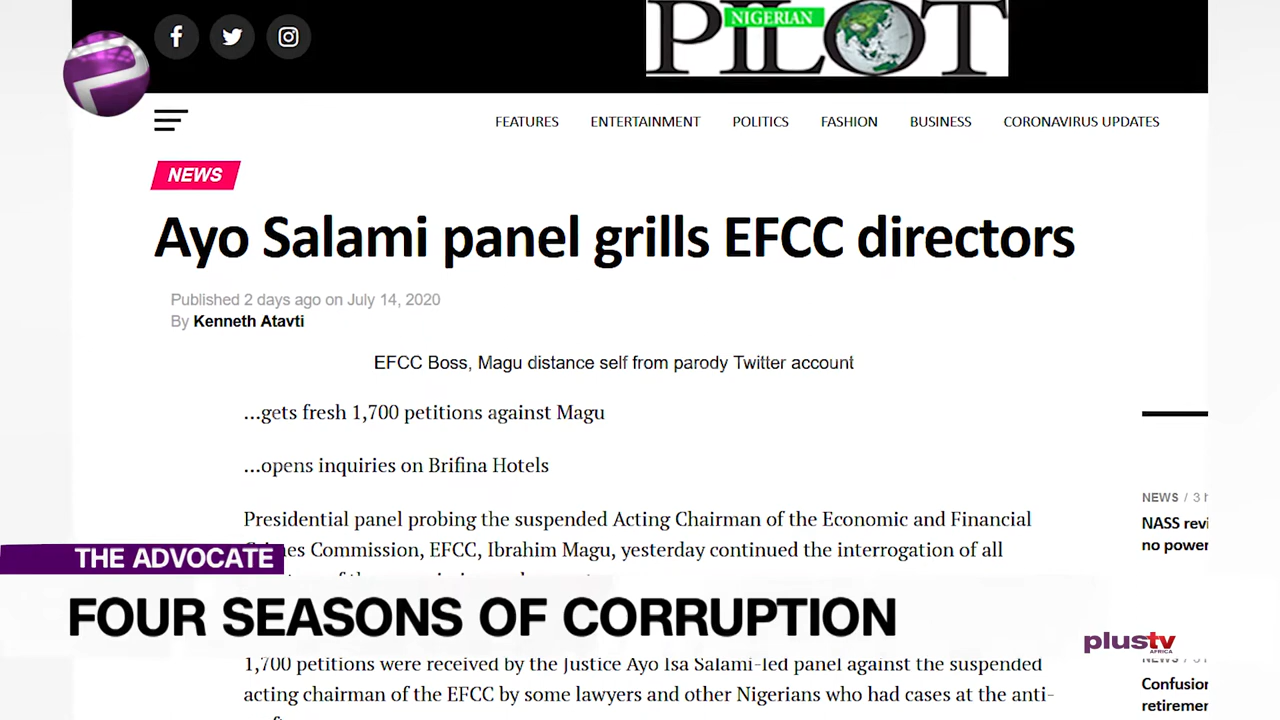 NIGERIAN
PILOT
FEATURES ENTERTAINMENT POLITICS FASHION BUSINESS CORONAVIRUS UPDATES
NEWS
Ayo Salami panel grills EFCC directors
Published 2 days ago on July 14, 2020
By Kenneth Atavti
EFCC Boss, Magu distance self from parody Twitter account
...gets fresh 1,700 petitions against Magu
...opens inquiries on Brifina Hotels
Presidential panel probing the suspended Acting Chairman of the Economic and Financial
Commission, EFCC, Ibrahim Magu, yesterday continued the interrogation of all
THE ADVOCATE
FOUR SEASONS OF CORRUPTION
1,700 petitions were received by the Justice Ayo Isa Salami-led panel against the suspended
acting chairman of the EFCC by some lawyers and other Nigerians who had cases at the anti-
NEWS / 3
NASS
no
NEWS /
plustv
AFRICA